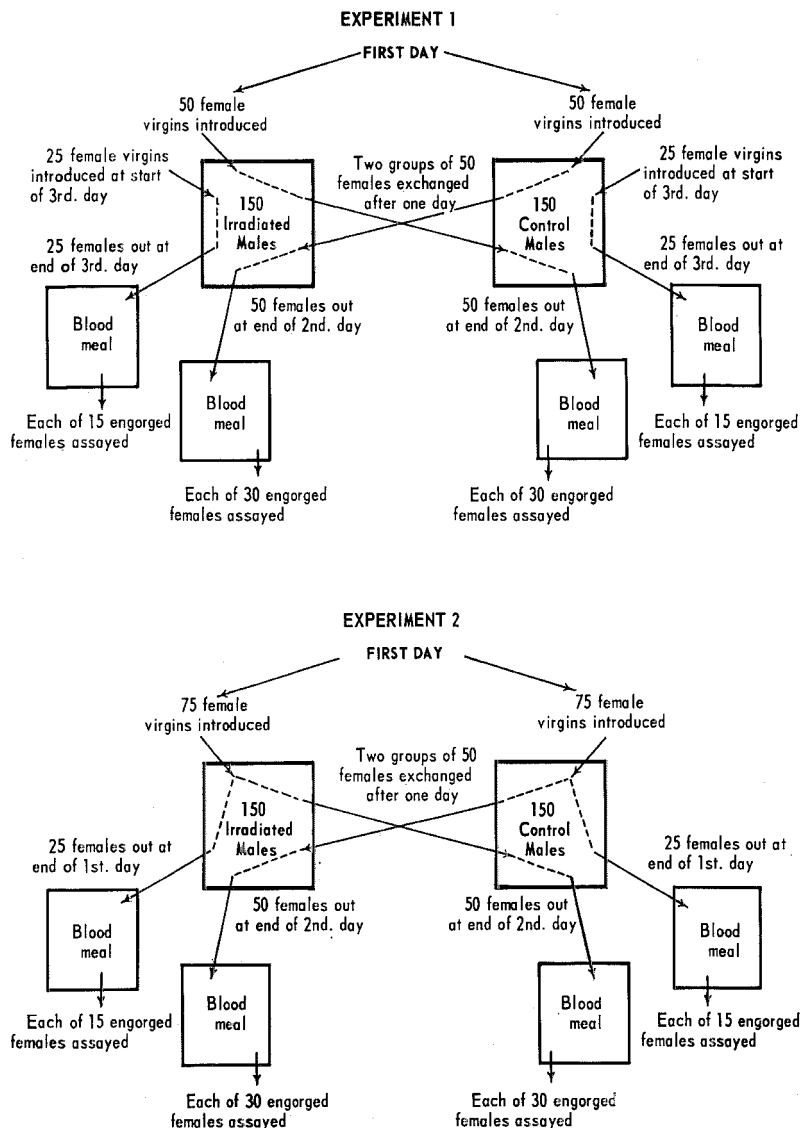 EXPERIMENT 1
FIRST DAY
50 female
virgins introduced
50 female
virgins introduced
25 female virgins
introduced at start
of 3rd. day
Two groups of 50
females exchanged
after one day
25 female virgins
introduced at start
of 3rd. day
150
Irradiated
Males
150
Control
Males
25 females out at
end of 3rd. day
25 females out at
end of 3rd. day
50 females out
at end of 2nd. day
50 females out
at end of 2nd. day
Blood
meal
Blood
meal
Blood
meal
Blood
meal
Each of 15 engorged
females assayed
Each of 15 engorged
females assayed
Each of 30 engorged
females assayed
Each of 30 engorged
females assayed
EXPERIMENT 2
FIRST DAY
75 female
virgins introduced
75 female
virgins introduced
Two groups of 50
females exchanged
after one day
150
Irradiated
Males
150
Control
Males
25 females out at
end of 1st. day
25 females out at
end of 1st. day
50 females out
at end of 2nd. day
50 females out
at end of 2nd. day
Blood
meal
Blood
meal
Blood
meal
Blood
meal
Each of 15 engorged
females assayed
Each of 15 engorged
females assayed
Each of 30 engorged
females assayed
Each of 30 engorged
females assayed